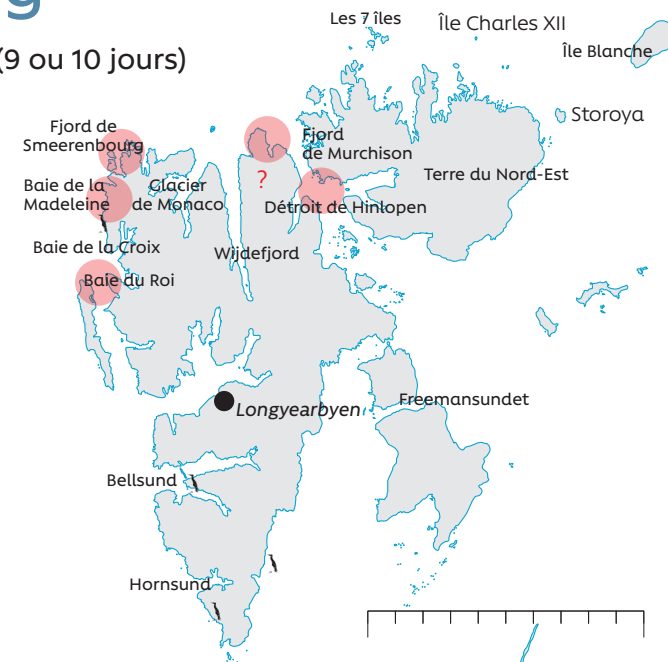 g
(9 ou 10 jours)
Les 7 îles
Île Charles XII
Île Blanche
Storoya
Fjord de
Smeerenbourg
Fjord
de Murchison
Terre du Nord-Est
?
Baie de la
Madeleine
Glacier
de Monaco
Détroit de Hinlopen
Baie de la Croix
Wijdefjord
Baie du Roi
Longyearbyen
Freemansundet
Bellsund
Hornsund